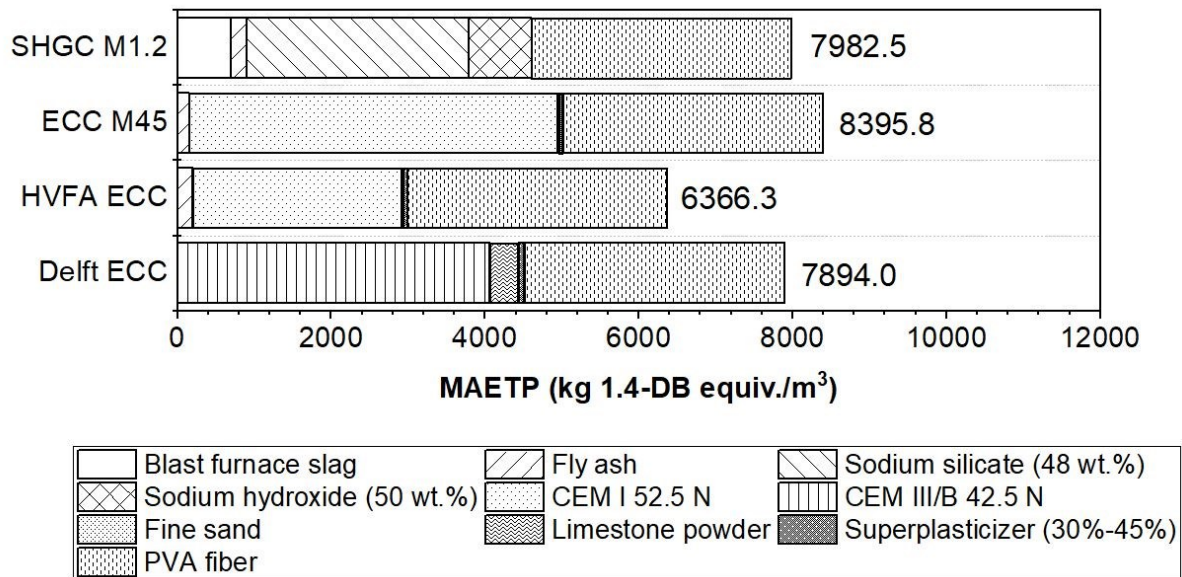 SHGC M1.2
7982.5
ECC M45
8395.8
HVFA ECC
6366.3
Delft ECC
7894.0
0 2000 4000 6000 8000 10000 12000
MAETP (kg 1.4-DB equiv./m³)
Blast furnace slag Fly ash Sodium silicate (48 wt.%)
Sodium hydroxide (50 wt.%) CEM I 52.5 N CEM III/B 42.5 N
Fine sand Limestone powder Superplasticizer (30%-45%)
PVA fiber